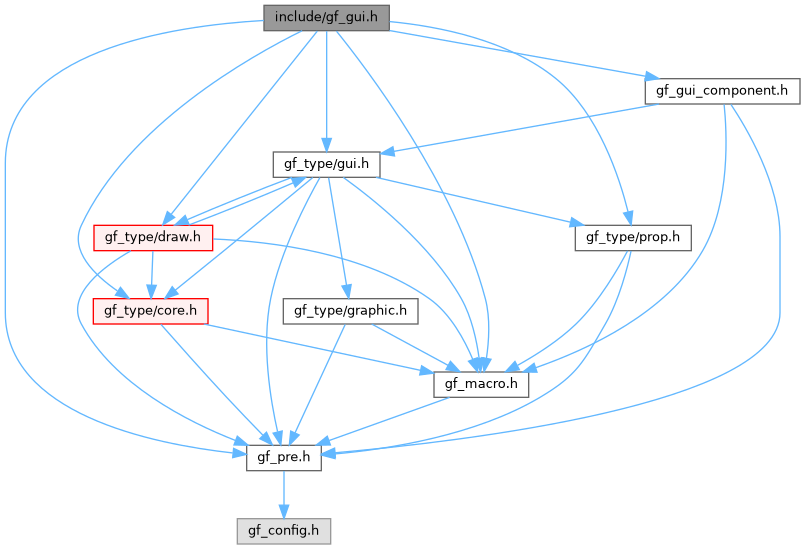 include/gf_gui.h
gf_gui_component.h
gf_type/gui.h
gf_type/draw.h
gf_type/prop.h
gf_type/core.h
gf_type/graphic.h
gf_macro.h
gf_pre.h
gf_config.h